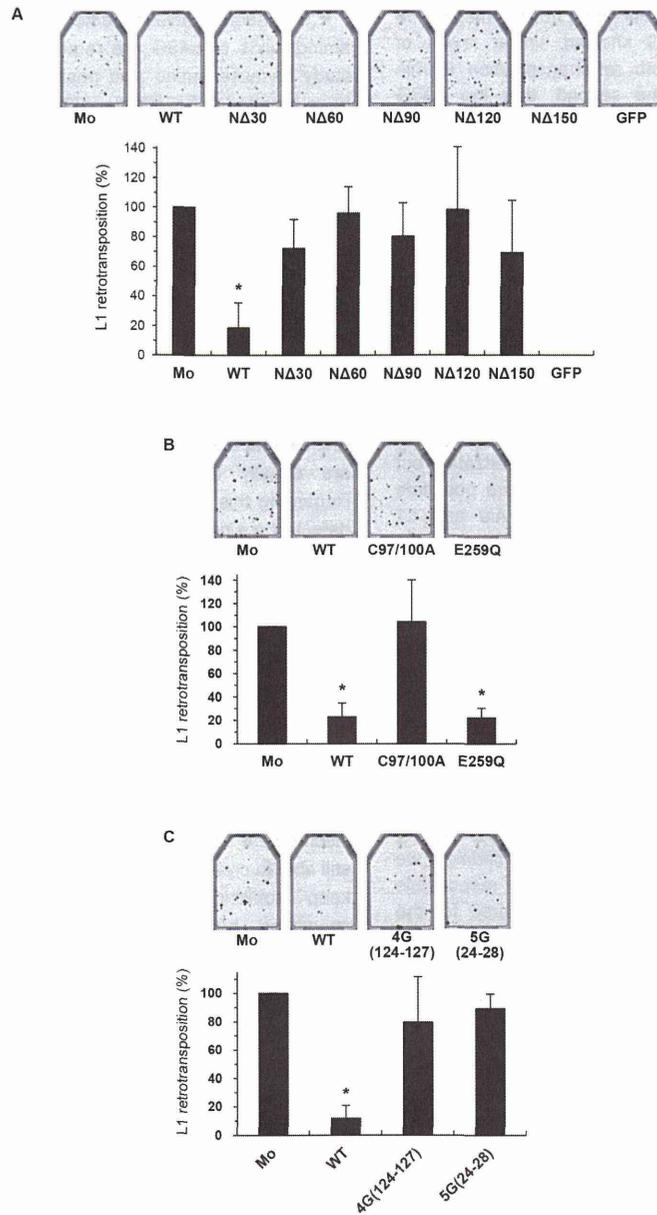 A
Mo WT NΔ30 NΔ60 NΔ90 NΔ120 NΔ150 GFP
L1 retrotransposition (%)
140
120
100
80
60
40
20
0
Mo WT NΔ30 NΔ60 NΔ90 NΔ120 NΔ150 GFP
*
B
Mo WT C97/100A E259Q
L1 retrotransposition (%)
140
120
100
80
60
40
20
0
* *
Mo WT C97/100A E259Q
C
Mo WT 4G 5G
(124-127) (24-28)
L1 retrotransposition (%)
100
80
60
40
20
0
*
Mo WT 4G(124-127) 5G(24-28)